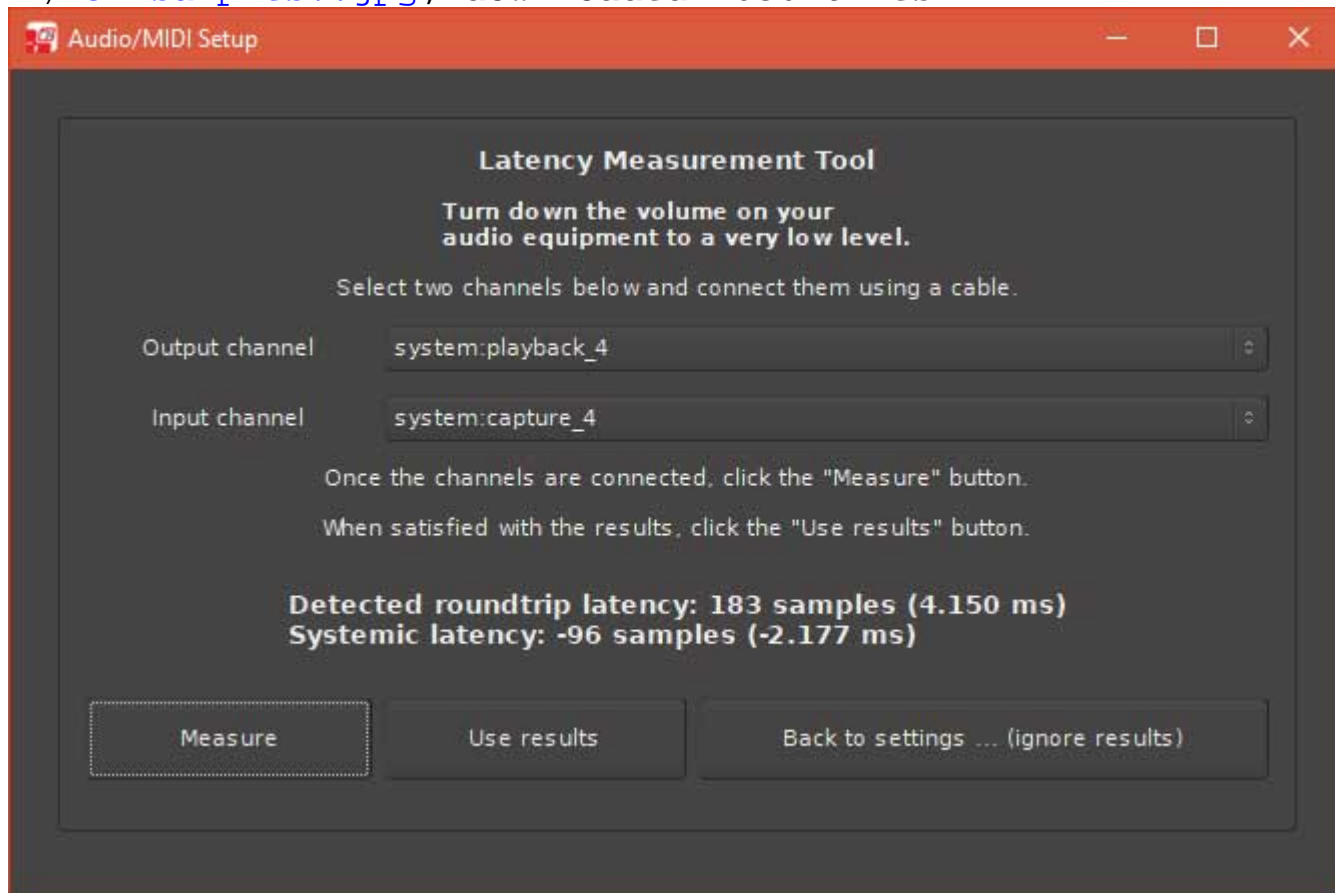 Audio/MIDI Setup
Latency Measurement Tool
Turn down the volume on your
audio equipment to a very low level.
Select two channels below and connect them using a cable.
Output channel system:playback_4
Input channel system:capture_4
Once the channels are connected, click the "Measure" button.
When satisfied with the results, click the "Use results" button.
Detected roundtrip latency: 183 samples (4.150 ms)
Systemic latency: -96 samples (-2.177 ms)
Measure Use results Back to settings ... (ignore results)